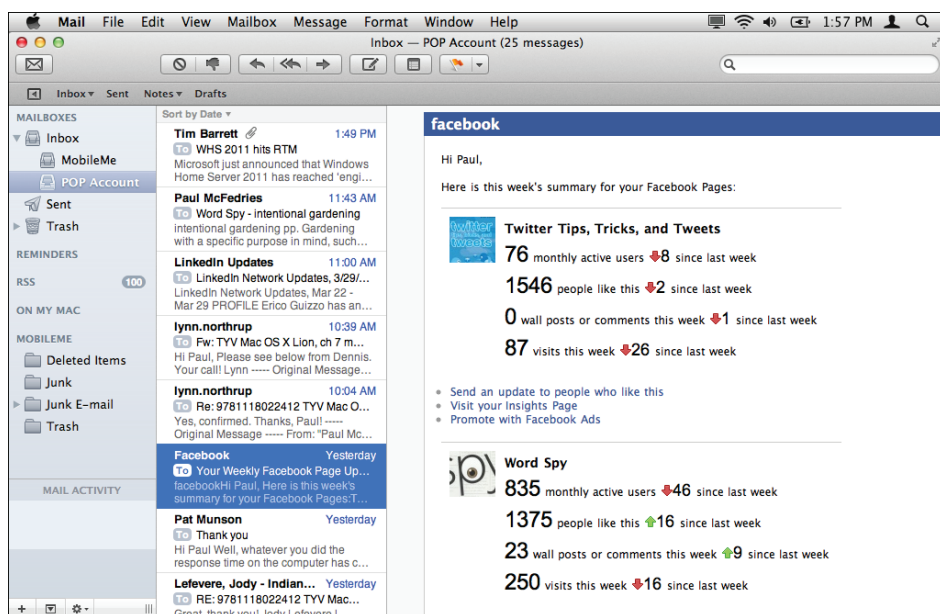 Mail File Edit View Mailbox Message Format Window Help 1:57 PM
Inbox — POP Account (25 messages)
Inbox Sent Notes Drafts
MAILBOXES
Inbox
MobileMe
POP Account
Sent
Trash
REMINDERS
RSS 100
ON MY MAC
MOBILEME
Deleted Items
Junk
Junk E-mail
Trash
MAIL ACTIVITY
Sort by Date
Tim Barrett 1:49 PM
To WHS 2011 hits RTM
Microsoft just announced that Windows
Home Server 2011 has reached 'engi...
Paul McFedries 11:43 AM
To Word Spy - intentional gardening
intentional gardening pp. Gardening
with a specific purpose in mind, such...
LinkedIn Updates 11:00 AM
To LinkedIn Network Updates, 3/29/...
LinkedIn Network Updates, Mar 22 -
Mar 29 PROFILE Erico Guizzo has an...
lynn.northrup 10:39 AM
To Fw: TYV Mac OS X Lion, ch 7 m...
Hi Paul, Please see below from Dennis.
Your call! Lynn ----- Original Message...
lynn.northrup 10:04 AM
To Re: 9781118022412 TYV Mac O...
Yes, confirmed. Thanks, Paul! -----
Original Message ----- From: "Paul Mc...
Facebook Yesterday
To Your Weekly Facebook Page Up...
facebookHi Paul, Here is this week's
summary for your Facebook Pages:T...
Pat Munson Yesterday
To Thank you
Hi Paul Well, whatever you did the
response time on the computer has c...
Lefevere, Jody - Indian... Yesterday
To RE: 9781118022412 TYV Mac O...
Great, thank you! Jody Lefevere |
facebook
Hi Paul,
Here is this week's summary for your Facebook Pages:
twitter
tips tricks
tweets
Twitter Tips, Tricks, and Tweets
76 monthly active users 8 since last week
1546 people like this 2 since last week
0 wall posts or comments this week 1 since last week
87 visits this week 26 since last week
Send an update to people who like this
Visit your Insights Page
Promote with Facebook Ads
spy
Word Spy
835 monthly active users 46 since last week
1375 people like this 16 since last week
23 wall posts or comments this week 9 since last week
250 visits this week 16 since last week